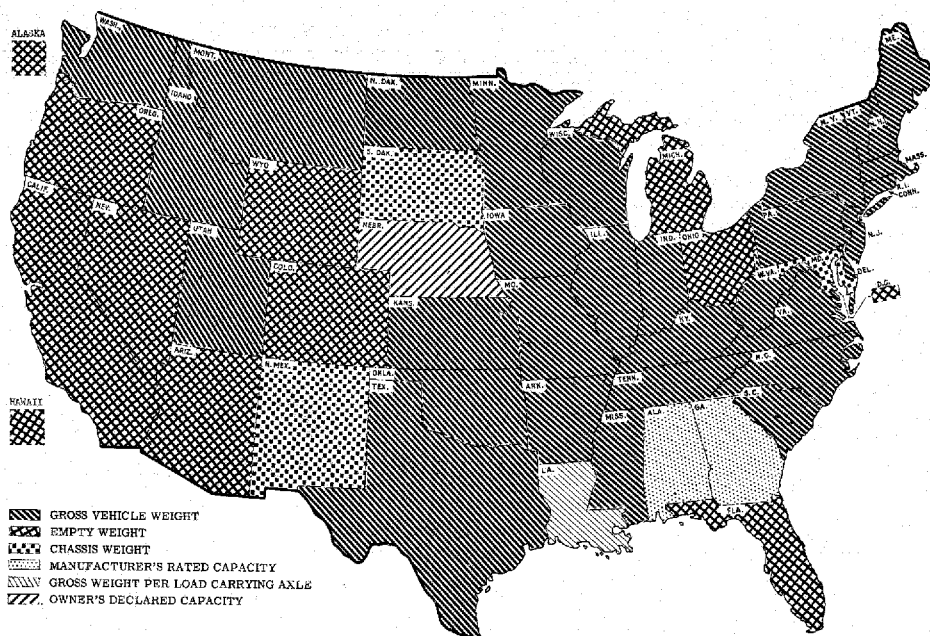 WASH.
ME.
ALASKA
MONT.
N. DAK.
MINN.
IDAHO
OREG.
N.Y.
VT.
N.H.
WISC.
S. DAK.
MICH.
MASS.
WYO.
R.I.
CONN.
CALIF.
NEV.
IOWA
PA.
NEBR.
UTAH
ILL.
IND.
OHIO
N.J.
MD.
COLO.
W.VA.
DEL.
MO.
D.C.
KANS.
KY.
VA.
ARIZ.
N.MEX.
N.C.
OKLA.
TEX.
ARK.
TENN.
S.C.
HAWAII
MISS.
ALA
GA
LA.
FLA.
GROSS VEHICLE WEIGHT
EMPTY WEIGHT
CHASSIS WEIGHT
MANUFACTURER'S RATED CAPACITY
GROSS WEIGHT PER LOAD CARRYING AXLE
OWNER'S DECLARED CAPACITY